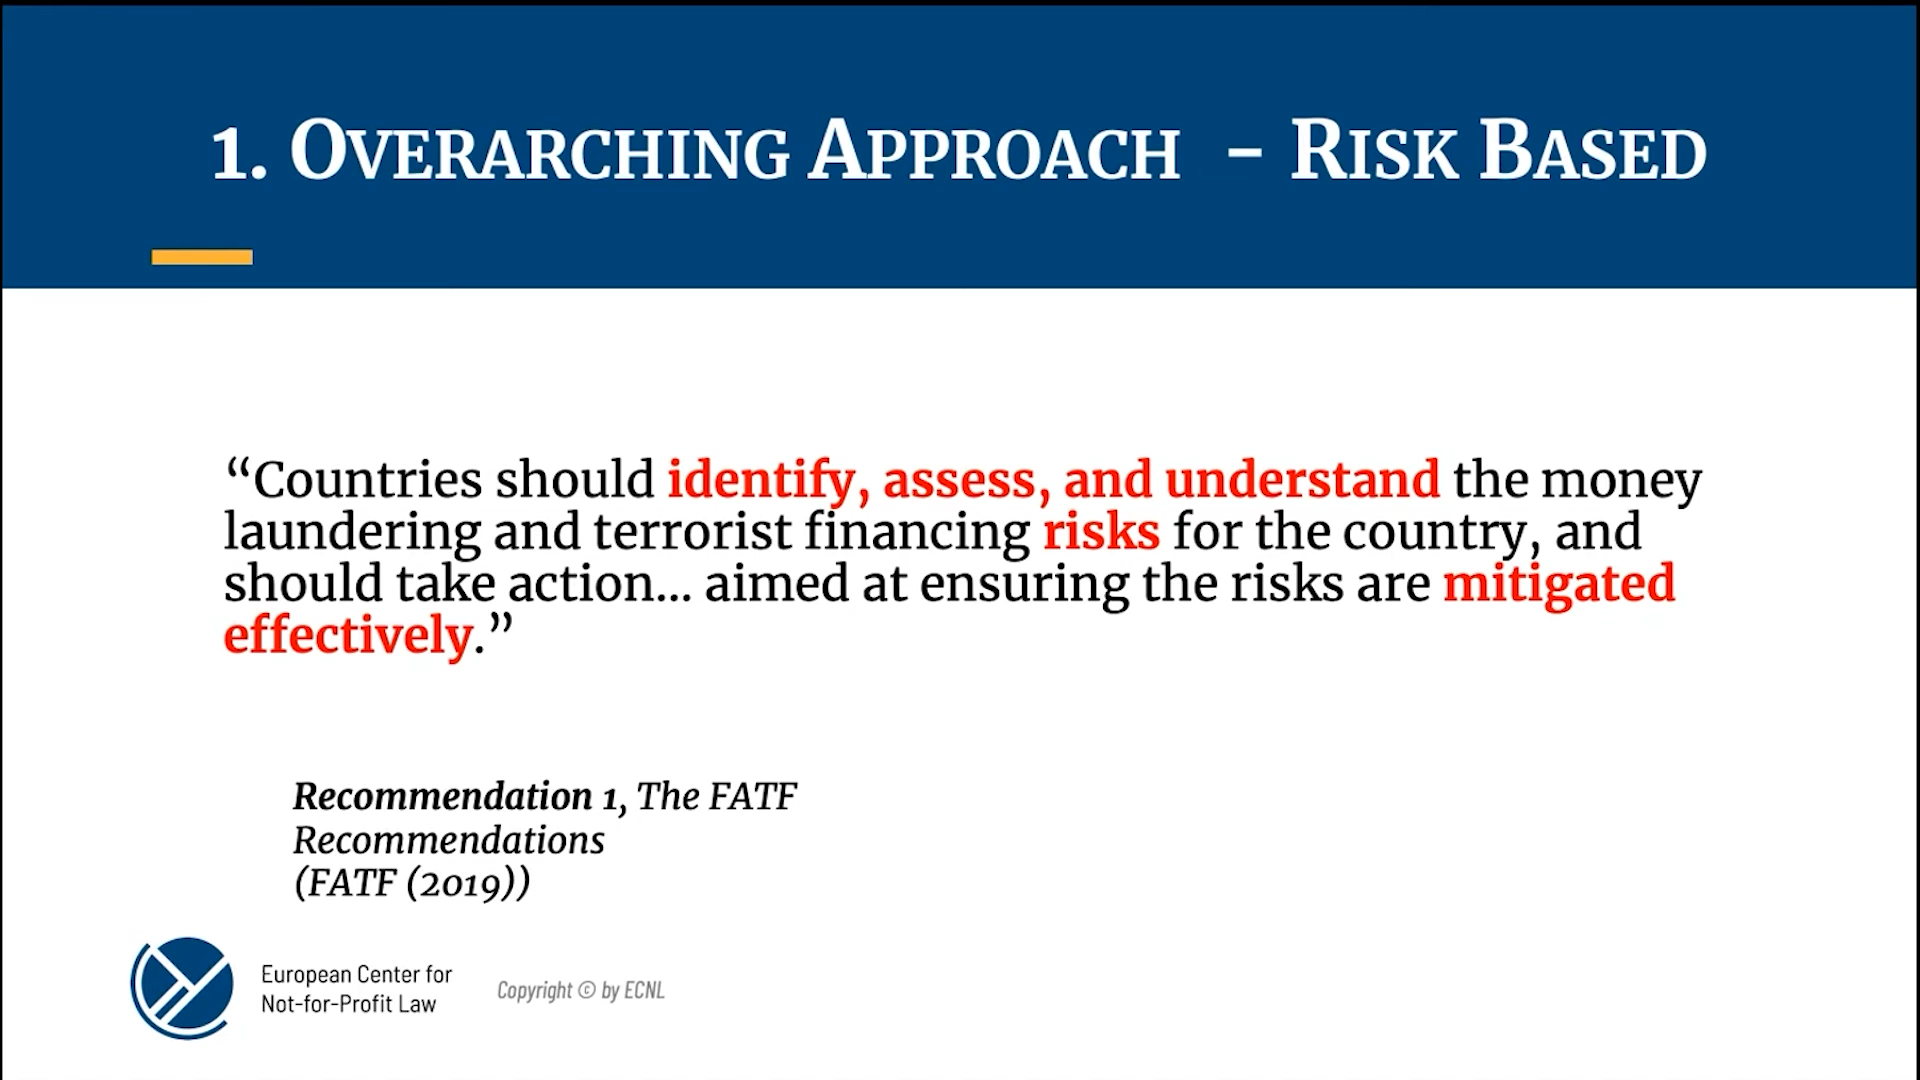 1. OVERARCHING APPROACH – RISK BASED
“Countries should identify, assess, and understand the money
laundering and terrorist financing risks for the country, and
should take action... aimed at ensuring the risks are mitigated
effectively.”
Recommendation 1, The FATF
Recommendations
(FATF (2019))
European Center for
Not-for-Profit Law
Copyright © by ECNL